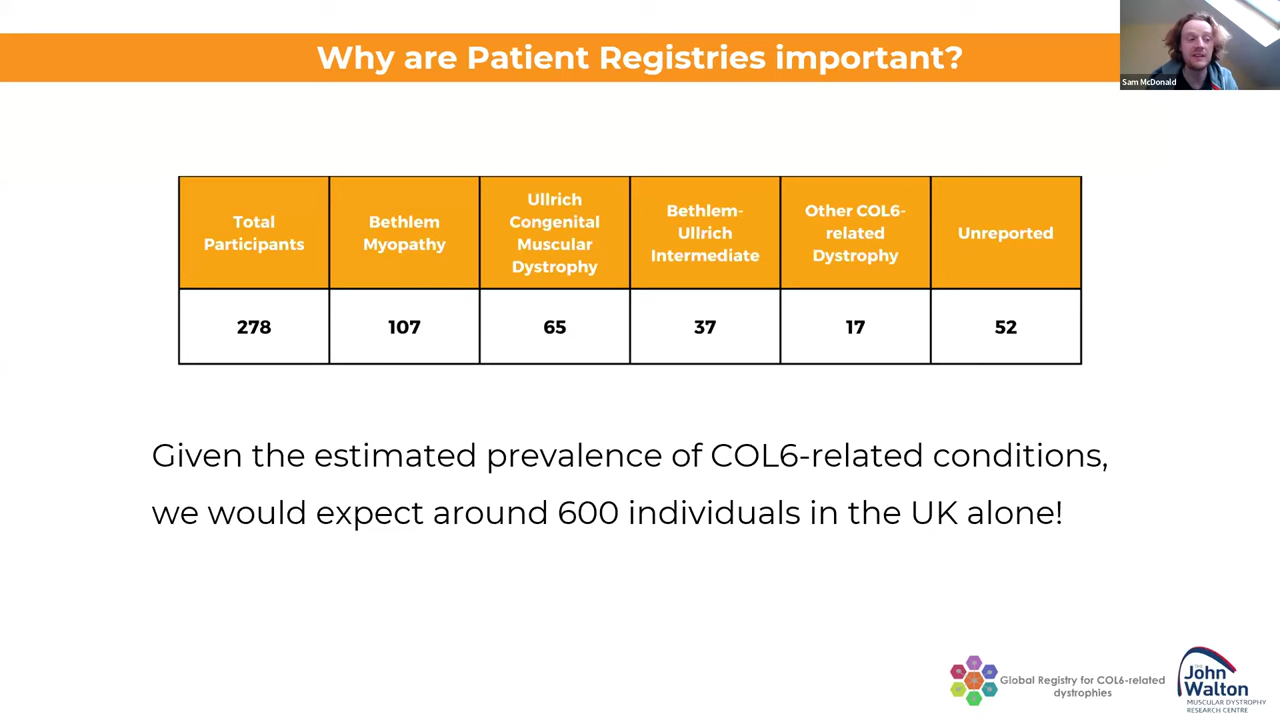 Why are Patient Registries important?
Sam McDonald
Total
Participants
Bethlem
Myopathy
Ullrich
Congenital
Muscular
Dystrophy
Bethlem-
Ullrich
Intermediate
Other COL6-
related
Dystrophy
Unreported
278
107
65
37
17
52
Given the estimated prevalence of COL6-related conditions,
we would expect around 600 individuals in the UK alone!
Global Registry for COL6-related
dystrophies
THE
John
Walton
MUSCULAR DYSTROPHY
RESEARCH CENTRE